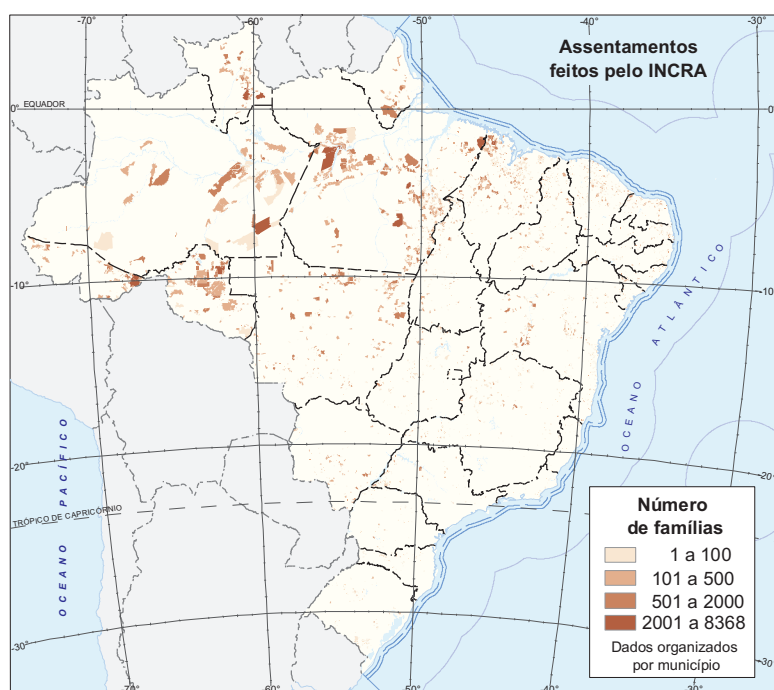 -70°
-60°
-50°
-40°
Assentamentos
feitos pelo INCRA
0°
EQUADOR
0°
-10°
-10°
OCEANO ATLÂNTICO
OCEANO PACÍFICO
-20°
-20°
TRÓPICO DE CAPRICÓRNIO
Número
de famílias
1 a 100
101 a 500
501 a 2000
2001 a 8368
Dados organizados
por município
-30°
-30°
-70°
-60°
-50°
-40°